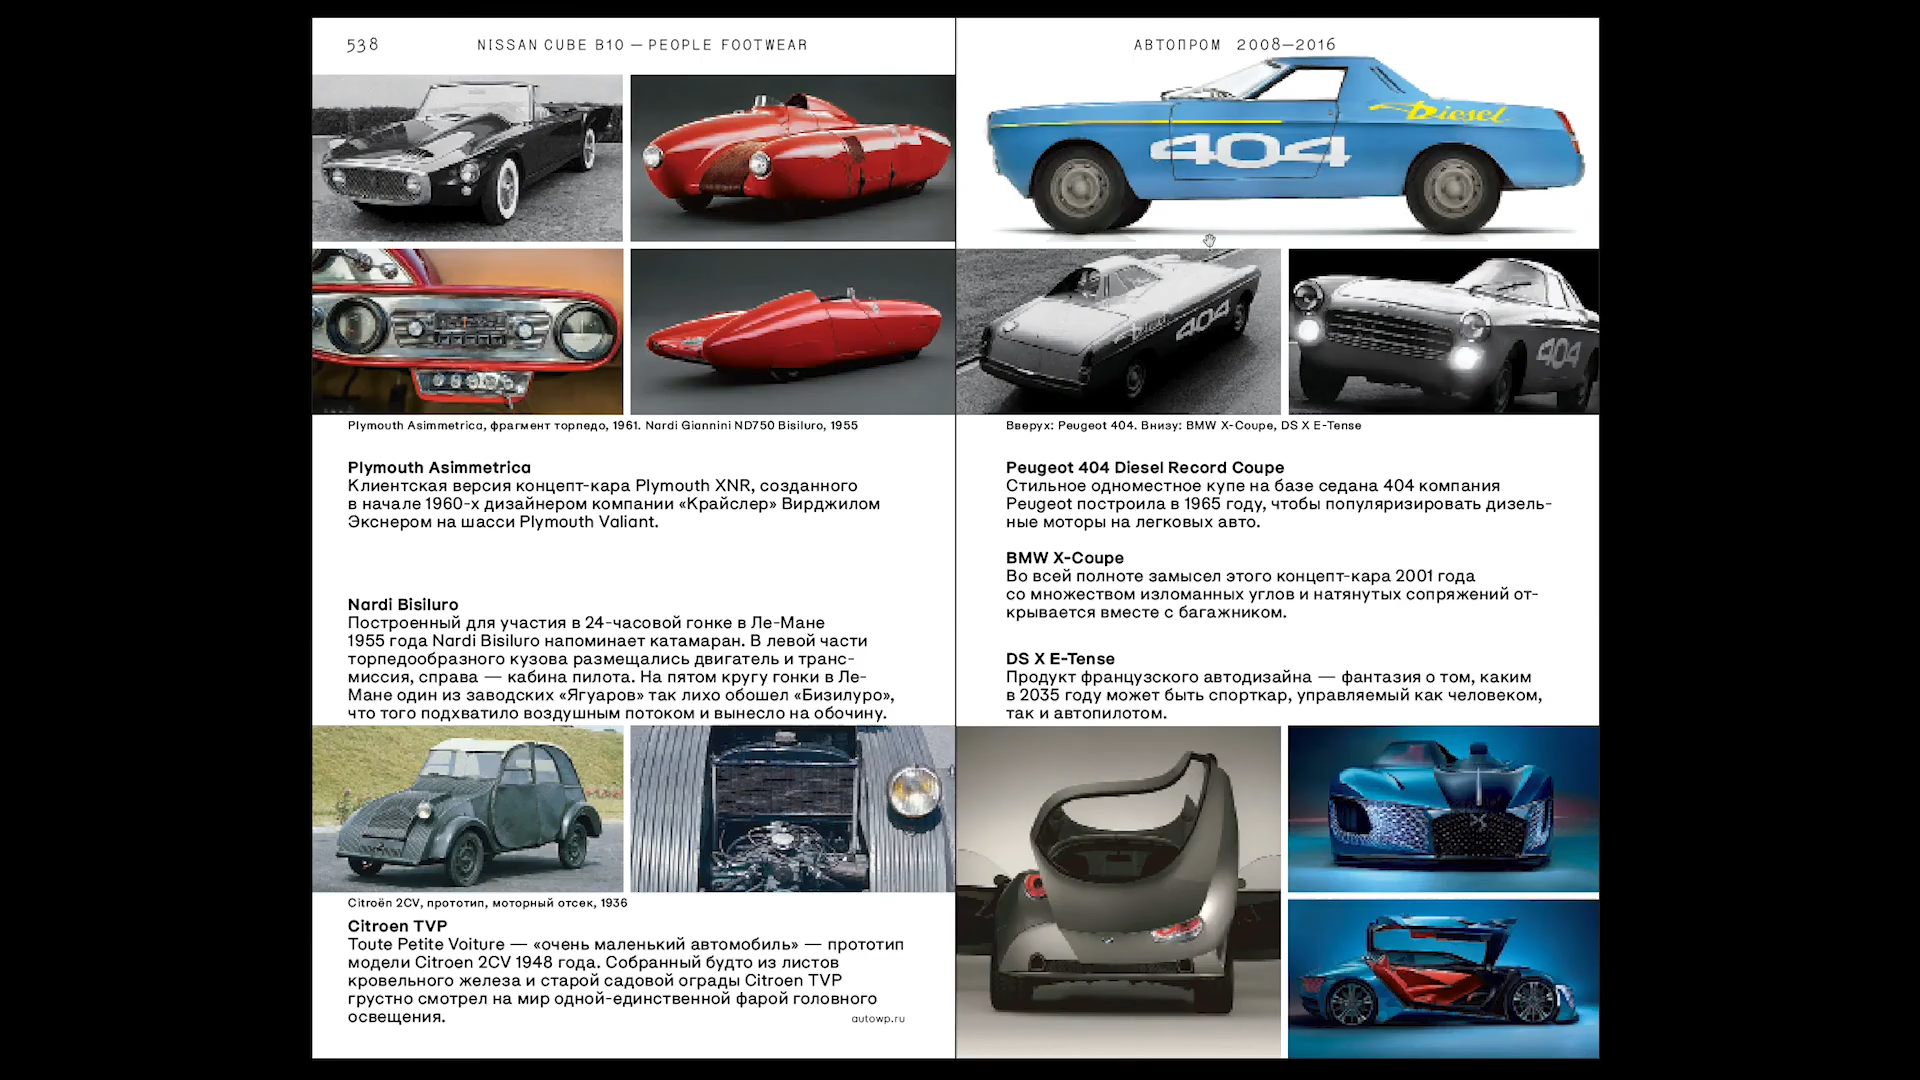 538
NISSAN CUBE B10 — PEOPLE FOOTWEAR
Plymouth Asimmetrica, фрагмент торпедо, 1961. Nardi Giannini ND750 Bisiluro, 1955
Plymouth Asimmetrica
Клиентская версия концепт-кара Plymouth XNR, созданного
в начале 1960-х дизайнером компании «Крайслер» Вирджилом
Экснером на шасси Plymouth Valiant.
Nardi Bisiluro
Построенный для участия в 24-часовой гонке в Ле-Мане
1955 года Nardi Bisiluro напоминает катамаран. В левой части
торпедообразного кузова размещались двигатель и транс-
миссия, справа — кабина пилота. На пятом кругу гонки в Ле-
Мане один из заводских «Ягуаров» так лихо обошел «Бизилуро»,
что того подхватило воздушным потоком и вынесло на обочину.
Citroën 2CV, прототип, моторный отсек, 1936
Citroen TVP
Toute Petite Voiture — «очень маленький автомобиль» — прототип
модели Citroen 2CV 1948 года. Собранный будто из листов
кровельного железа и старой садовой ограды Citroen TVP
грустно смотрел на мир одной-единственной фарой головного
освещения.
autowp.ru
АВТОПРОМ 2008—2016
Diesel
404
404
404
Вверух: Peugeot 404. Внизу: BMW X-Coupe, DS X E-Tense
Peugeot 404 Diesel Record Coupe
Стильное одноместное купе на базе седана 404 компания
Peugeot построила в 1965 году, чтобы популяризировать дизель-
ные моторы на легковых авто.
BMW X-Coupe
Во всей полноте замысел этого концепт-кара 2001 года
со множеством изломанных углов и натянутых сопряжений от-
крывается вместе с багажником.
DS X E-Tense
Продукт французского автодизайна — фантазия о том, каким
в 2035 году может быть спорткар, управляемый как человеком,
так и автопилотом.